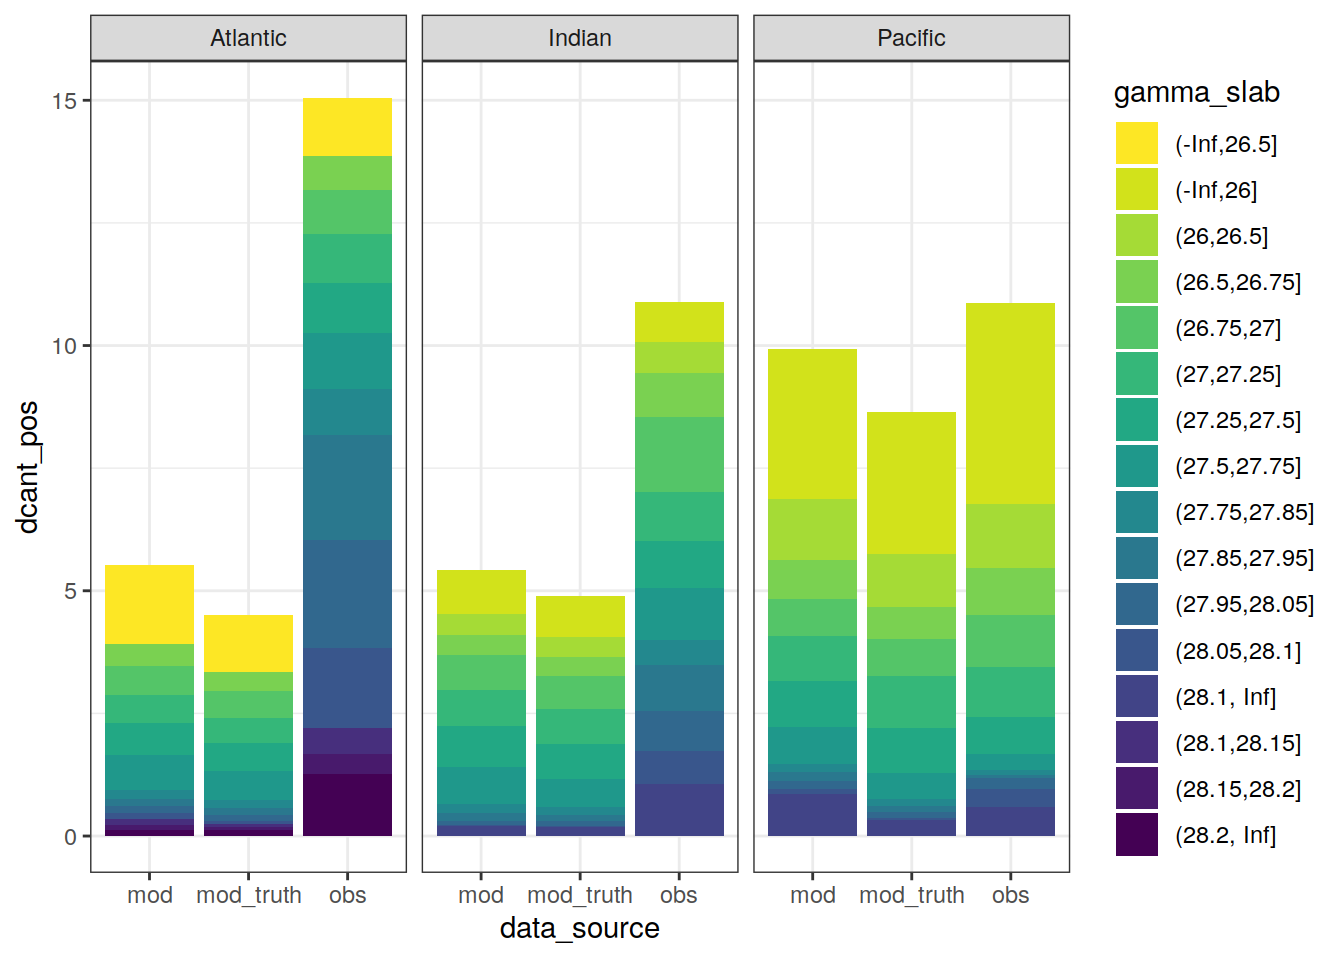 Atlantic
Indian
Pacific
15
10
5
0
dcant_pos
mod
mod_truth
obs
mod
mod_truth
obs
mod
mod_truth
obs
data_source
gamma_slab
(-Inf,26.5]
(-Inf,26]
(26,26.5]
(26.5,26.75]
(26.75,27]
(27,27.25]
(27.25,27.5]
(27.5,27.75]
(27.75,27.85]
(27.85,27.95]
(27.95,28.05]
(28.05,28.1]
(28.1, Inf]
(28.1,28.15]
(28.15,28.2]
(28.2, Inf]